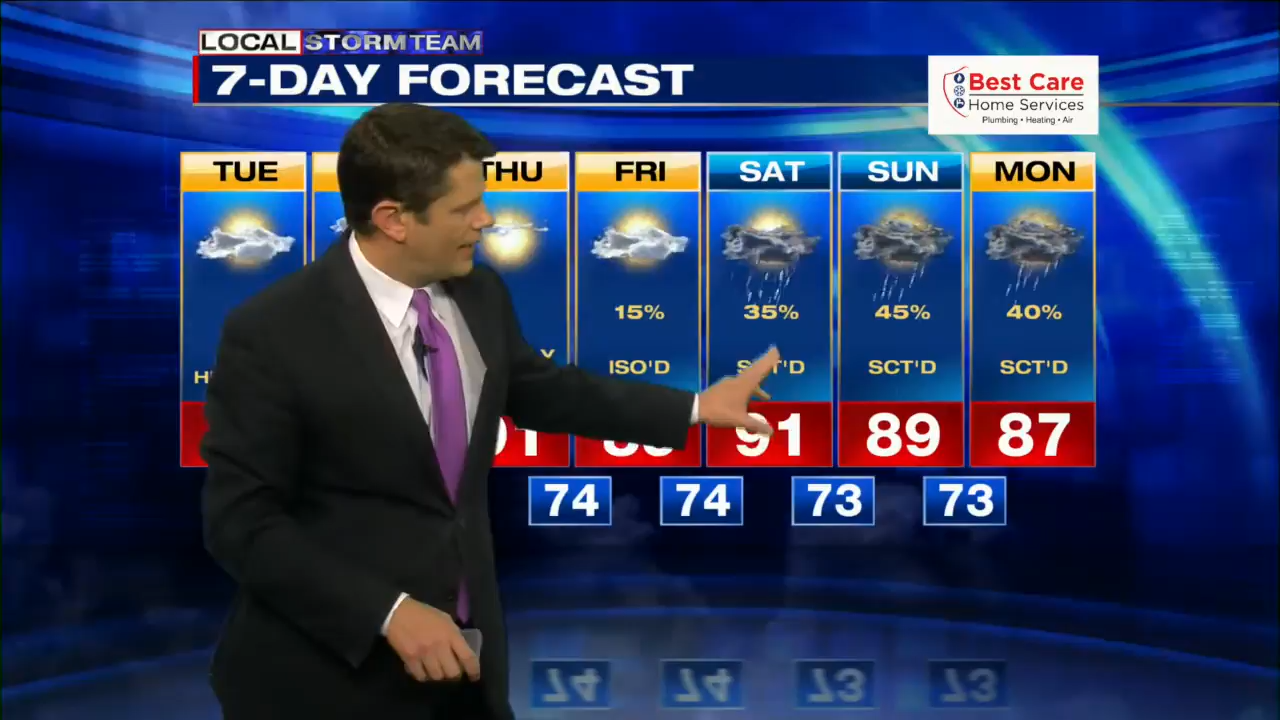 LOCAL STORM TEAM
7-DAY FORECAST
Best Care
Home Services
Plumbing • Heating • Air
TUE THU FRI SAT SUN MON
15% 35% 45% 40%
ISO'D SCT'D SCT'D SCT'D
91 89 87
74 74 73 73